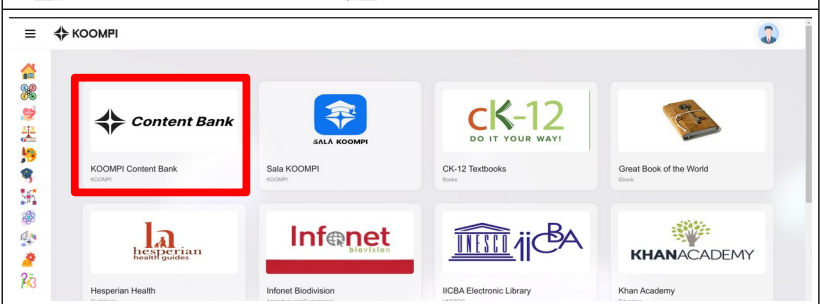 KOOMPI
Content Bank
KOOMPI Content Bank
KOOMPI
SALA KOOMPI
Sala KOOMPI
KOOMPI
cK-12
DO IT YOUR WAY!
CK-12 Textbooks
Books
Great Book of the World
Ebook
hesperian
health guides
Hesperian Health
Infonet
biovision
Infonet Biodivision
UNESCO iicBA
IICBA Electronic Library
KHANACADEMY
Khan Academy